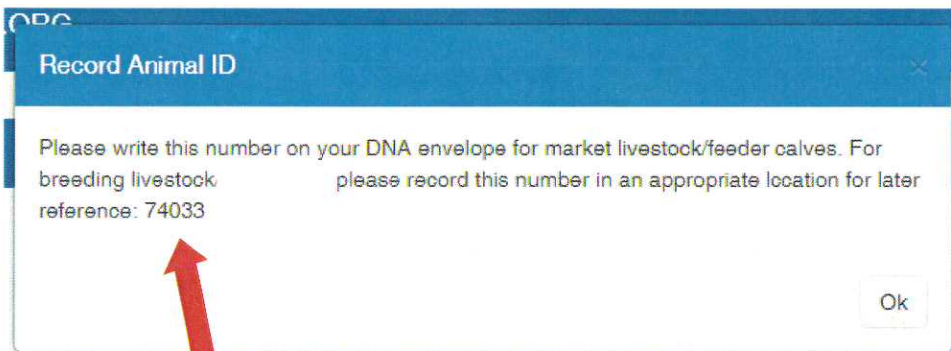 .ORG
Record Animal ID
×
Please write this number on your DNA envelope for market livestock/feeder calves. For
breeding livestock please record this number in an appropriate location for later
reference: 74033
Ok